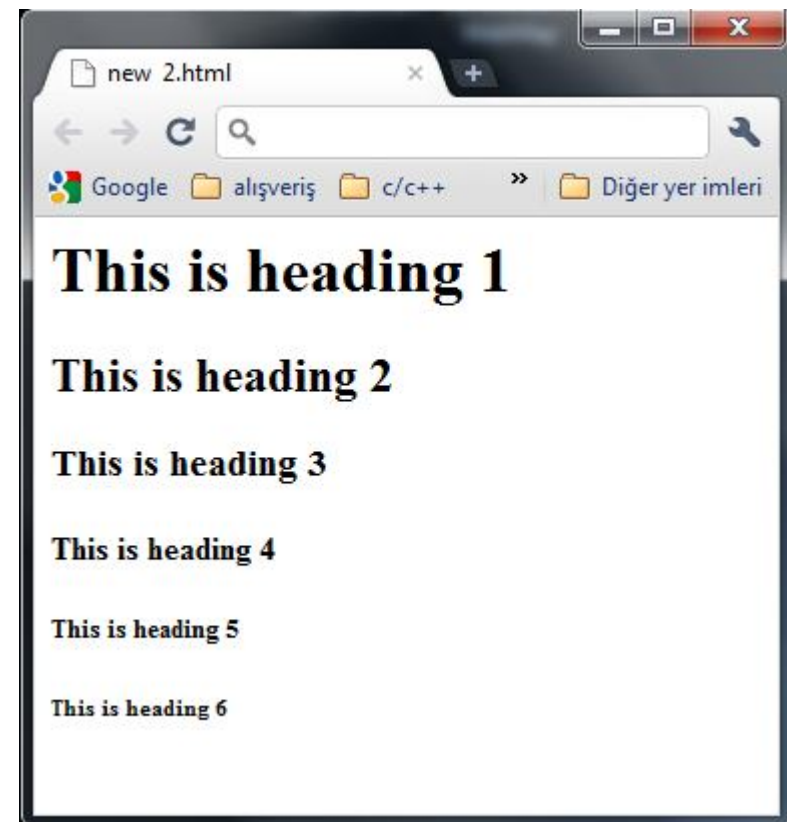 new 2.html
Google alışveriş c/c++ » Diğer yer imleri
This is heading 1
This is heading 2
This is heading 3
This is heading 4
This is heading 5
This is heading 6